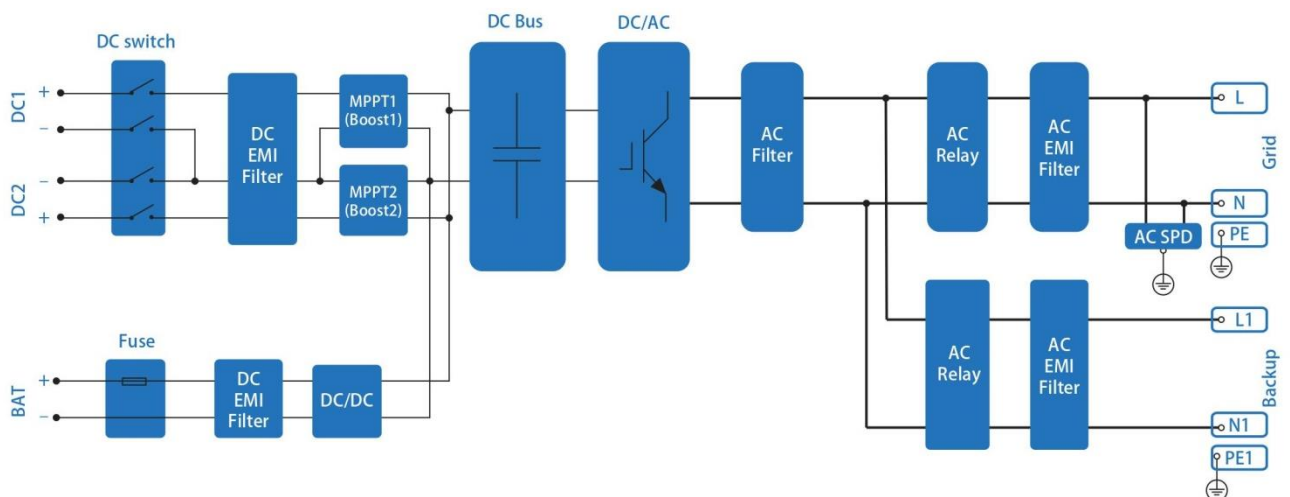 DC switch
DC Bus
DC/AC
DC1
+
−
DC2
−
+
DC
EMI
Filter
MPPT1
(Boost1)
MPPT2
(Boost2)
AC
Filter
AC
Relay
AC
EMI
Filter
L
Grid
N
AC SPD
PE
Fuse
BAT
+
−
DC
EMI
Filter
DC/DC
AC
Relay
AC
EMI
Filter
L1
Backup
N1
PE1